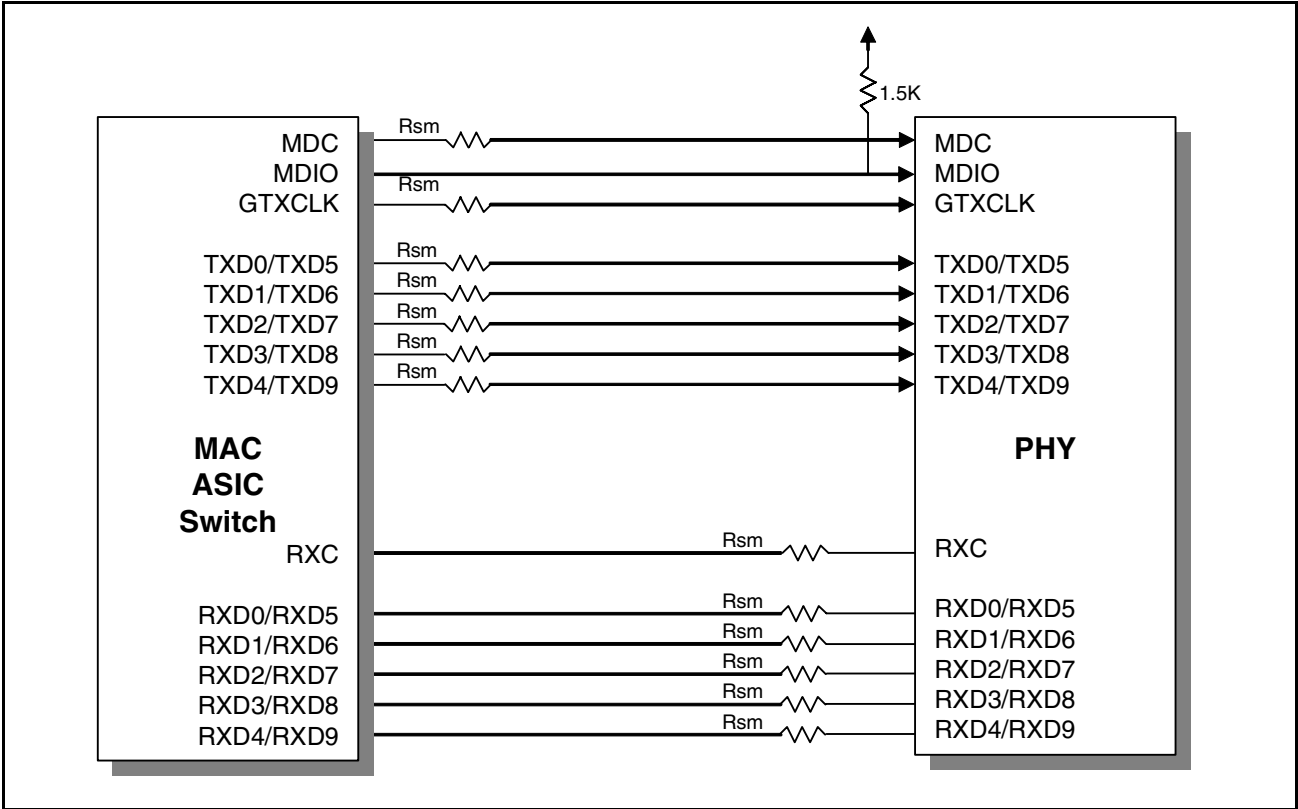 1.5K
MDC Rsm MDC
MDIO MDIO
GTXCLK Rsm GTXCLK
TXD0/TXD5 Rsm TXD0/TXD5
TXD1/TXD6 Rsm TXD1/TXD6
TXD2/TXD7 Rsm TXD2/TXD7
TXD3/TXD8 Rsm TXD3/TXD8
TXD4/TXD9 Rsm TXD4/TXD9
MAC PHY
ASIC
Switch
RXC Rsm RXC
RXD0/RXD5 Rsm RXD0/RXD5
RXD1/RXD6 Rsm RXD1/RXD6
RXD2/RXD7 Rsm RXD2/RXD7
RXD3/RXD8 Rsm RXD3/RXD8
RXD4/RXD9 Rsm RXD4/RXD9